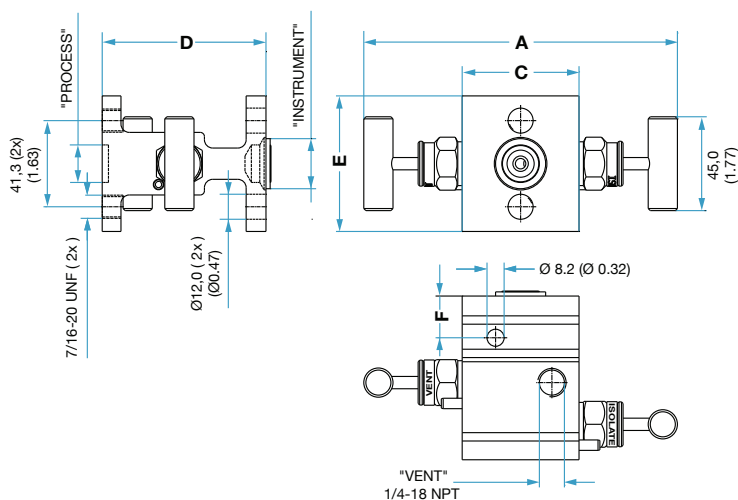 D
A
C
E
"PROCESS"
"INSTRUMENT"
41,3 (2x)
(1.63)
45,0
(1.77)
7/16-20 UNF ( 2x )
Ø12,0 ( 2x )
(Ø0.47)
Ø 8.2 (Ø 0.32)
F
VENT
ISOLATE
"VENT"
1/4-18 NPT